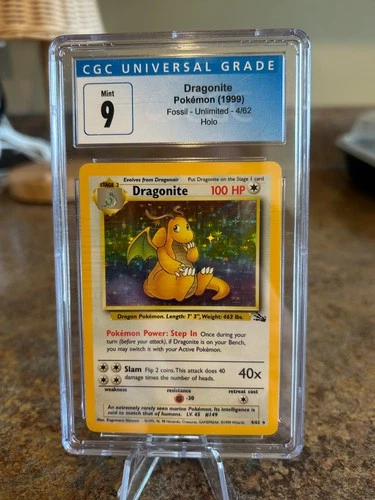 CGC UNIVERSAL GRADE
Mint
9
Dragonite
Pokémon (1999)
Fossil - Unlimited - 4/62
Holo
Evolves from Dragonair
Put Dragonite on the Stage 1 card
STAGE 2
Dragonite
100 HP
Dragon Pokémon. Length: 7' 3", Weight: 463 lbs.
Pokémon Power: Step In Once during your
turn (before your attack), if Dragonite is on your Bench,
you may switch it with your Active Pokémon.
Slam Flip 2 coins. This attack does 40
damage times the number of heads.
40x
weakness
resistance
retreat cost
-30
An extremely rarely seen marine Pokémon. Its intelligence is
said to match that of humans. LV. 45 #149
4/62